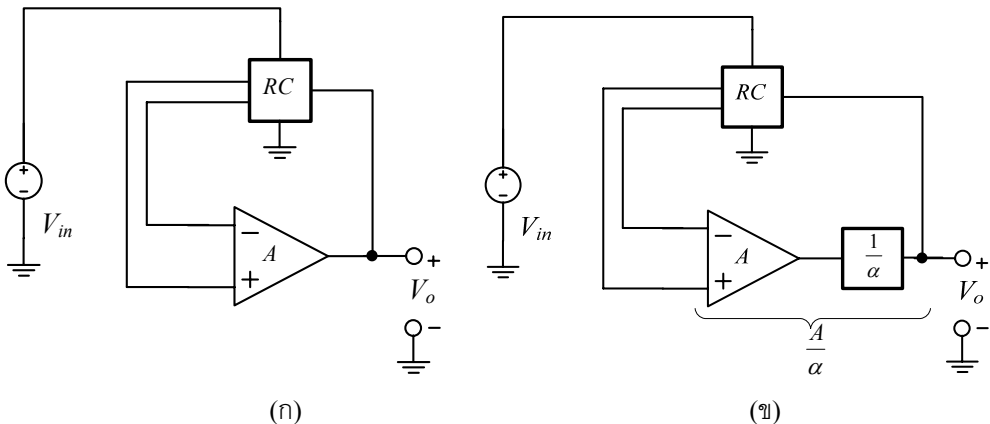 RC
V_in
−
A
+
+
V_o
−
(ก)
RC
V_in
−
A
+
1/α
+
V_o
−
A/α
(ข)